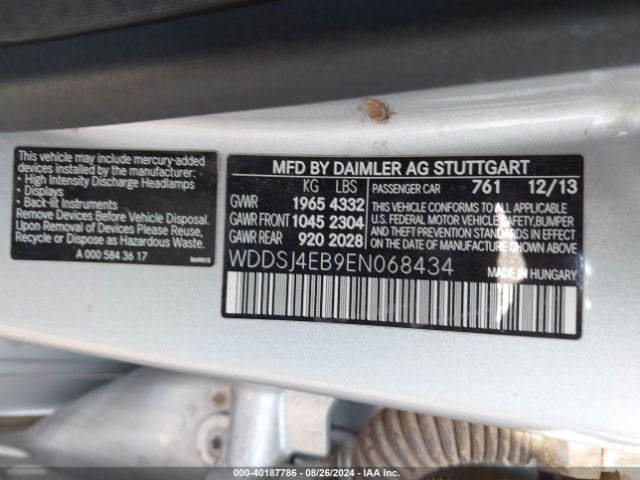 This vehicle may include mercury-added
devices installed by the manufacturer:
- High Intensity Discharge Headlamps
- Displays
- Back-lit Instruments
Remove Devices Before Vehicle Disposal.
Upon Removal of Devices Please Reuse,
Recycle or Dispose as Hazardous Waste.
A 000 584 36 17
MFD BY DAIMLER AG STUTTGART
KG LBS
GVWR 1965 4332
GAWR FRONT 1045 2304
GAWR REAR 920 2028
PASSENGER CAR 761 12/13
THIS VEHICLE CONFORMS TO ALL APPLICABLE
U.S. FEDERAL MOTOR VEHICLE SAFETY, BUMPER
AND THEFT PREVENTION STANDARDS IN EFFECT
ON THE DATE OF MANUFACTURE SHOWN ABOVE.
WDDSJ4EB9EN068434
MADE IN HUNGARY
000-40187786 - 08/26/2024 - IAA Inc.